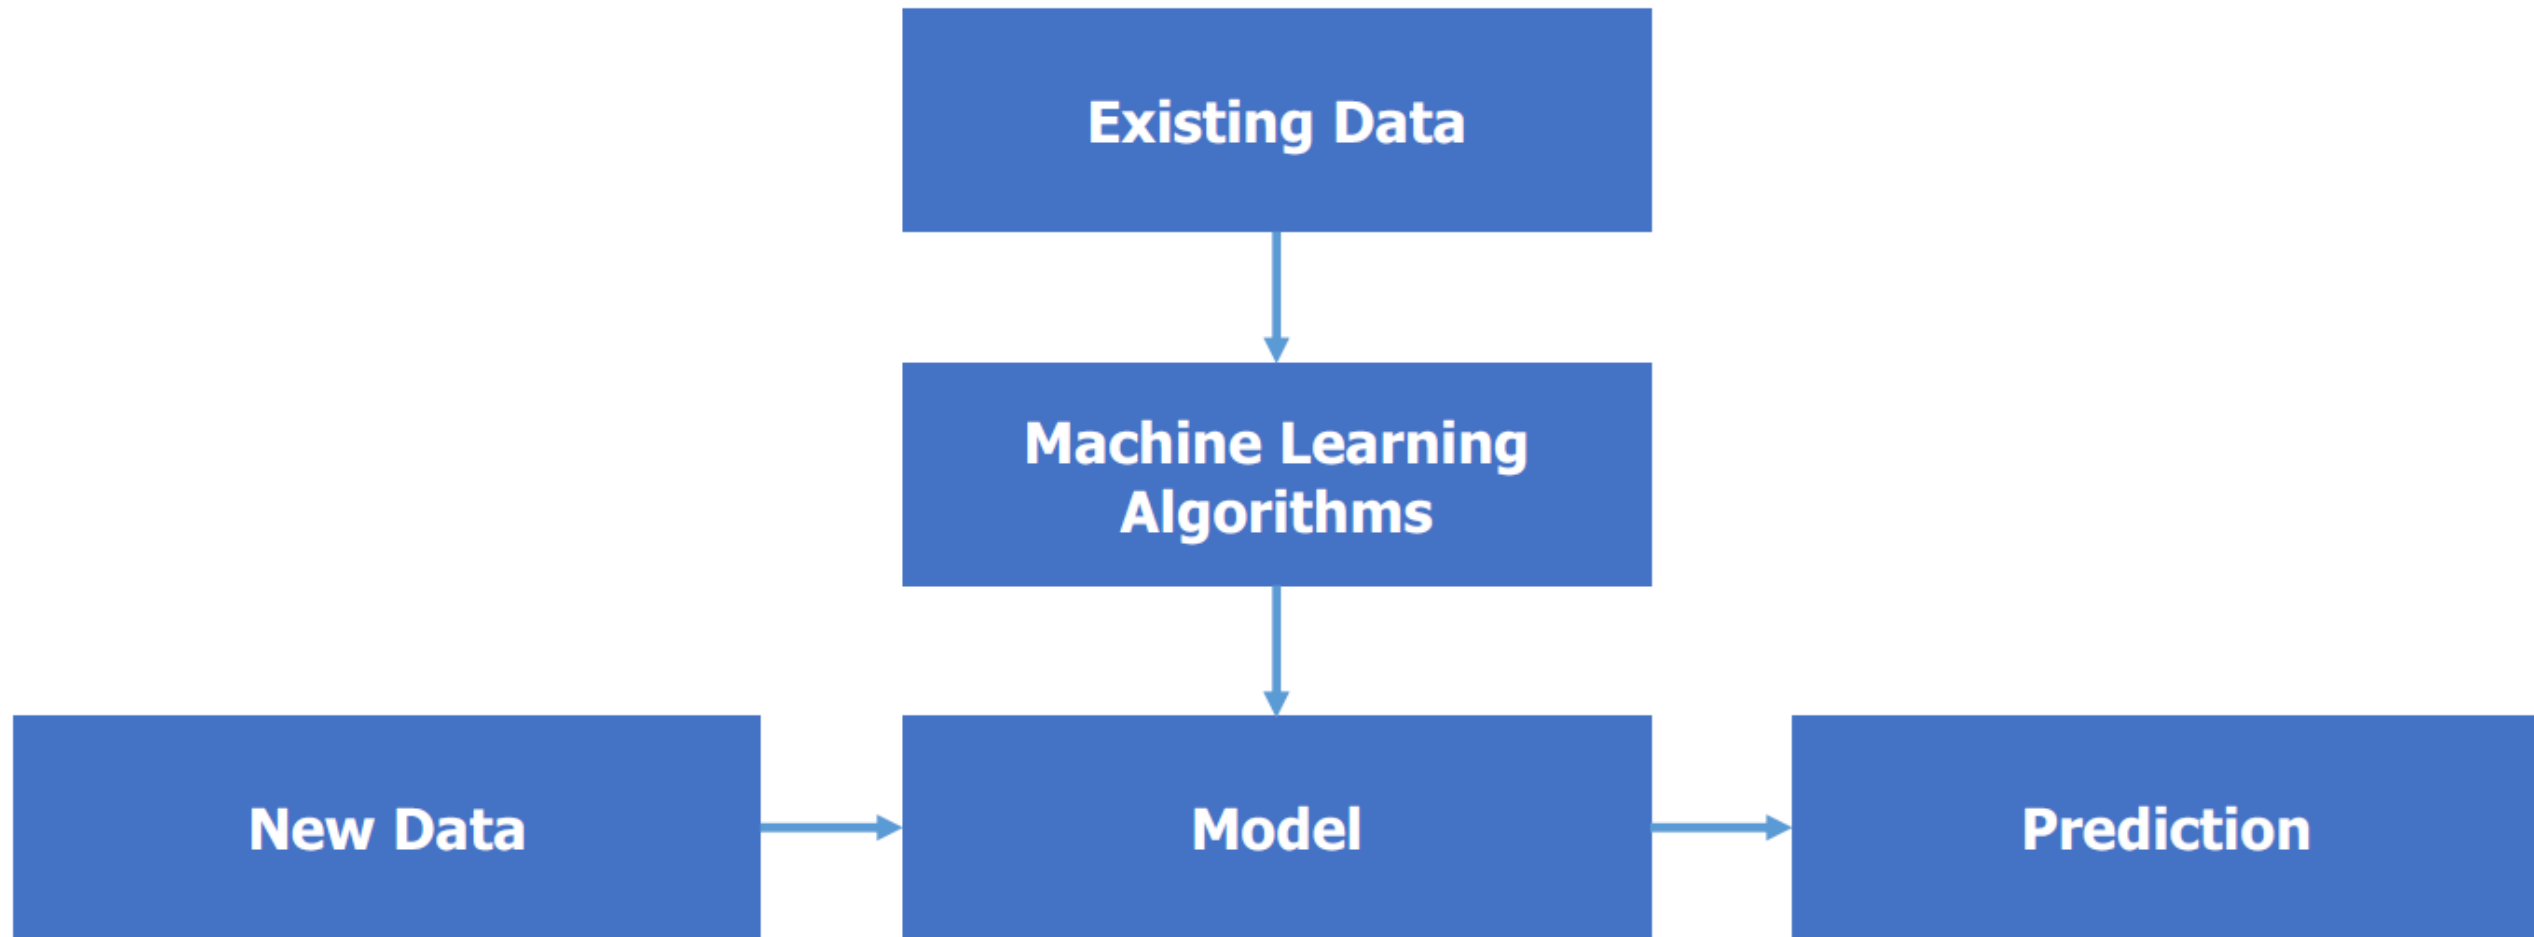 Existing Data
Machine Learning
Algorithms
New Data
Model
Prediction